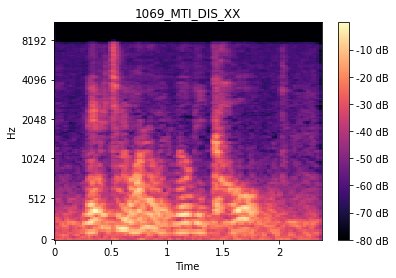 1069_MTI_DIS_XX
8192
4096
2048
1024
512
0
Hz
0
0.5
1
1.5
2
Time
-10 dB
-20 dB
-30 dB
-40 dB
-50 dB
-60 dB
-70 dB
-80 dB